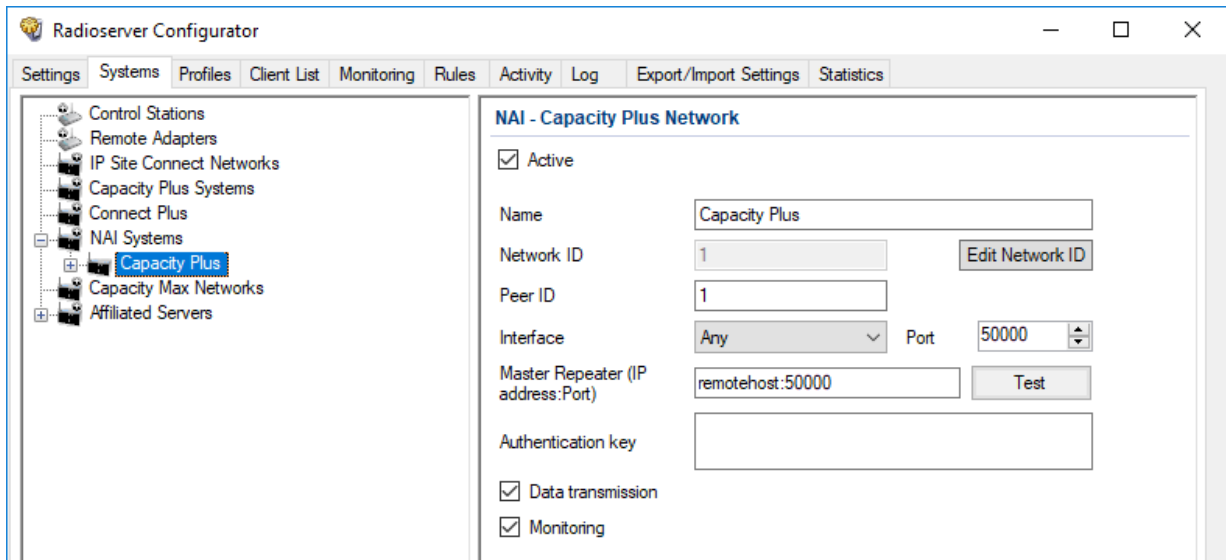 Radioserver Configurator
Settings Systems Profiles Client List Monitoring Rules Activity Log Export/Import Settings Statistics
Control Stations
Remote Adapters
IP Site Connect Networks
Capacity Plus Systems
Connect Plus
NAI Systems
Capacity Plus
Capacity Max Networks
Affiliated Servers
NAI - Capacity Plus Network
Active
Name Capacity Plus
Network ID 1 Edit Network ID
Peer ID 1
Interface Any Port 50000
Master Repeater (IP
address:Port) remotehost:50000 Test
Authentication key
Data transmission
Monitoring